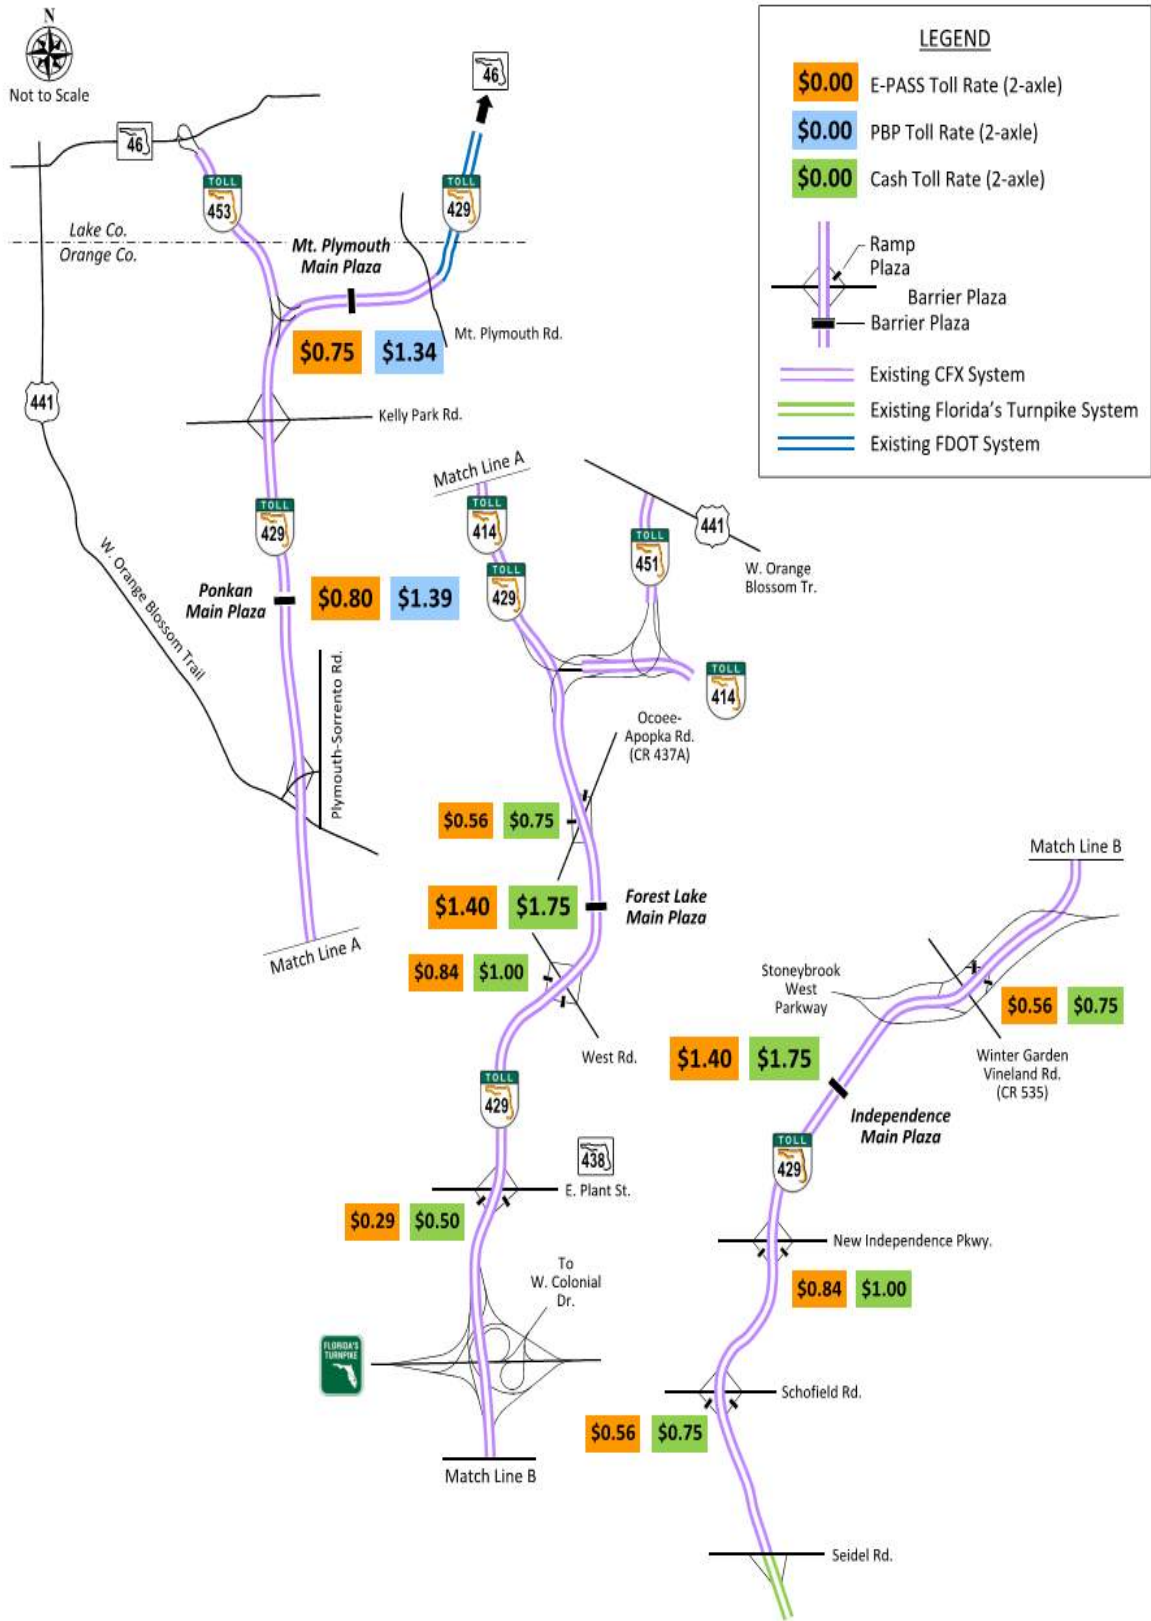 N
Not to Scale
LEGEND
$0.00 E-PASS Toll Rate (2-axle)
$0.00 PBP Toll Rate (2-axle)
$0.00 Cash Toll Rate (2-axle)
Ramp
Plaza
Barrier Plaza
Barrier Plaza
Existing CFX System
Existing Florida's Turnpike System
Existing FDOT System
46
46
TOLL
453
TOLL
429
Lake Co.
Orange Co.
Mt. Plymouth
Main Plaza
$0.75 $1.34
Mt. Plymouth Rd.
441
Kelly Park Rd.
TOLL
429
W. Orange Blossom Trail
Ponkan
Main Plaza
$0.80 $1.39
Plymouth-Sorrento Rd.
Match Line A
Match Line A
TOLL
414
TOLL
429
TOLL
451
441
W. Orange
Blossom Tr.
TOLL
414
Ocoee-
Apopka Rd.
(CR 437A)
$0.56 $0.75
$1.40 $1.75
Forest Lake
Main Plaza
$0.84 $1.00
West Rd.
TOLL
429
438
E. Plant St.
$0.29 $0.50
To
W. Colonial
Dr.
FLORIDA'S
TURNPIKE
Match Line B
Match Line B
Stoneybrook
West
Parkway
$0.56 $0.75
Winter Garden
Vineland Rd.
(CR 535)
$1.40 $1.75
Independence
Main Plaza
TOLL
429
New Independence Pkwy.
$0.84 $1.00
Schofield Rd.
$0.56 $0.75
Seidel Rd.